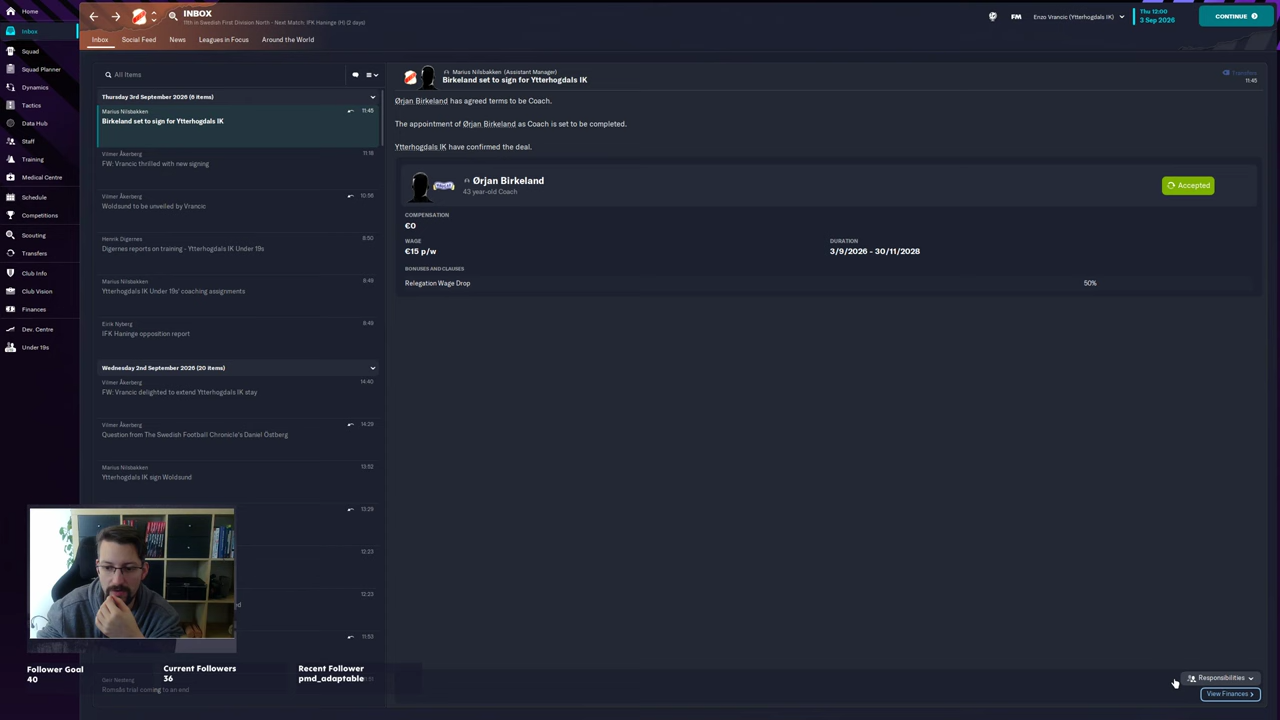 Home
Inbox
Squad
Squad Planner
Dynamics
Tactics
Data Hub
Staff
Training
Medical Centre
Schedule
Competitions
Scouting
Transfers
Club Info
Club Vision
Finances
Dev. Centre
Under 19s
INBOX
11th in Swedish First Division North - Next Match: IFK Haninge (H) (2 days)
FM
Enzo Vrancic (Ytterhogdals IK)
Thu 12:00
3 Sep 2026
CONTINUE
Inbox Social Feed News Leagues in Focus Around the World
All Items
Thursday 3rd September 2026 (6 items)
Marius Nilsbakken 11:45
Birkeland set to sign for Ytterhogdals IK
Vilmer Åkerberg 11:16
FW: Vrancic thrilled with new signing
Vilmer Åkerberg 10:56
Woldsund to be unveiled by Vrancic
Henrik Digernes 8:50
Digernes reports on training - Ytterhogdals IK Under 19s
Marius Nilsbakken 8:49
Ytterhogdals IK Under 19s' coaching assignments
Eirik Nyberg 8:49
IFK Haninge opposition report
Wednesday 2nd September 2026 (20 items)
Vilmer Åkerberg 14:40
FW: Vrancic delighted to extend Ytterhogdals IK stay
Vilmer Åkerberg 14:29
Question from The Swedish Football Chronicle's Daniel Östberg
Marius Nilsbakken 13:52
Ytterhogdals IK sign Woldsund
13:29
12:23
12:23
11:53
Geir Nesteng
Romslis trial coming to an end
Marius Nilsbakken (Assistant Manager)
Birkeland set to sign for Ytterhogdals IK
Transfers
11:45
Ørjan Birkeland has agreed terms to be Coach.
The appointment of Ørjan Birkeland as Coach is set to be completed.
Ytterhogdals IK have confirmed the deal.
Ørjan Birkeland
43 year-old Coach
Accepted
COMPENSATION
€0
WAGE
€15 p/w
DURATION
3/9/2026 - 30/11/2028
BONUSES AND CLAUSES
Relegation Wage Drop 50%
Responsibilities
View Finances
Follower Goal
40
Current Followers
36
Recent Follower
pmd_adaptable